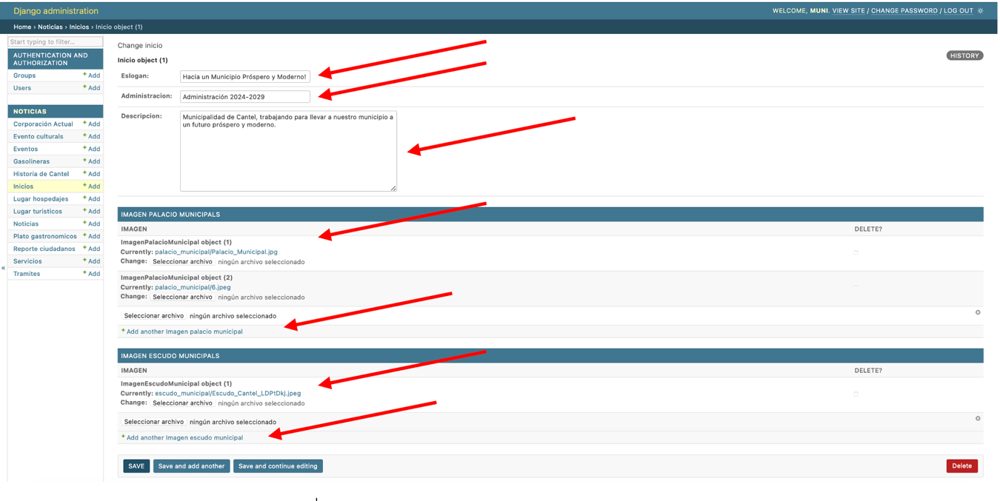 Django administration
WELCOME, MUNI. VIEW SITE / CHANGE PASSWORD / LOG OUT
Home › Noticias › Inicios › Inicio object (1)
Start typing to filter...
AUTHENTICATION AND
AUTHORIZATION
Groups + Add
Users + Add
NOTICIAS
Corporación Actual + Add
Evento culturals + Add
Eventos + Add
Gasolineras + Add
Historia de Cantel + Add
Inicios + Add
Lugar hospedajes + Add
Lugar turisticos + Add
Noticias + Add
Plato gastronomicos + Add
Reporte ciudadanos + Add
Servicios + Add
Tramites + Add
«
Change inicio
HISTORY
Inicio object (1)
Eslogan: Hacia un Municipio Próspero y Moderno!
Administracion: Administración 2024-2029
Descripcion: Municipalidad de Cantel, trabajando para llevar a nuestro municipio a
un futuro próspero y moderno.
IMAGEN PALACIO MUNICIPALS
IMAGEN DELETE?
ImagenPalacioMunicipal object (1)
Currently: palacio_municipal/Palacio_Municipal.jpg
Change: Seleccionar archivo ningún archivo seleccionado
ImagenPalacioMunicipal object (2)
Currently: palacio_municipal/6.jpeg
Change: Seleccionar archivo ningún archivo seleccionado
Seleccionar archivo ningún archivo seleccionado
+ Add another Imagen palacio municipal
IMAGEN ESCUDO MUNICIPALS
IMAGEN DELETE?
ImagenEscudoMunicipal object (1)
Currently: escudo_municipal/Escudo_Cantel_LDPtDkj.jpeg
Change: Seleccionar archivo ningún archivo seleccionado
Seleccionar archivo ningún archivo seleccionado
+ Add another Imagen escudo municipal
SAVE Save and add another Save and continue editing Delete